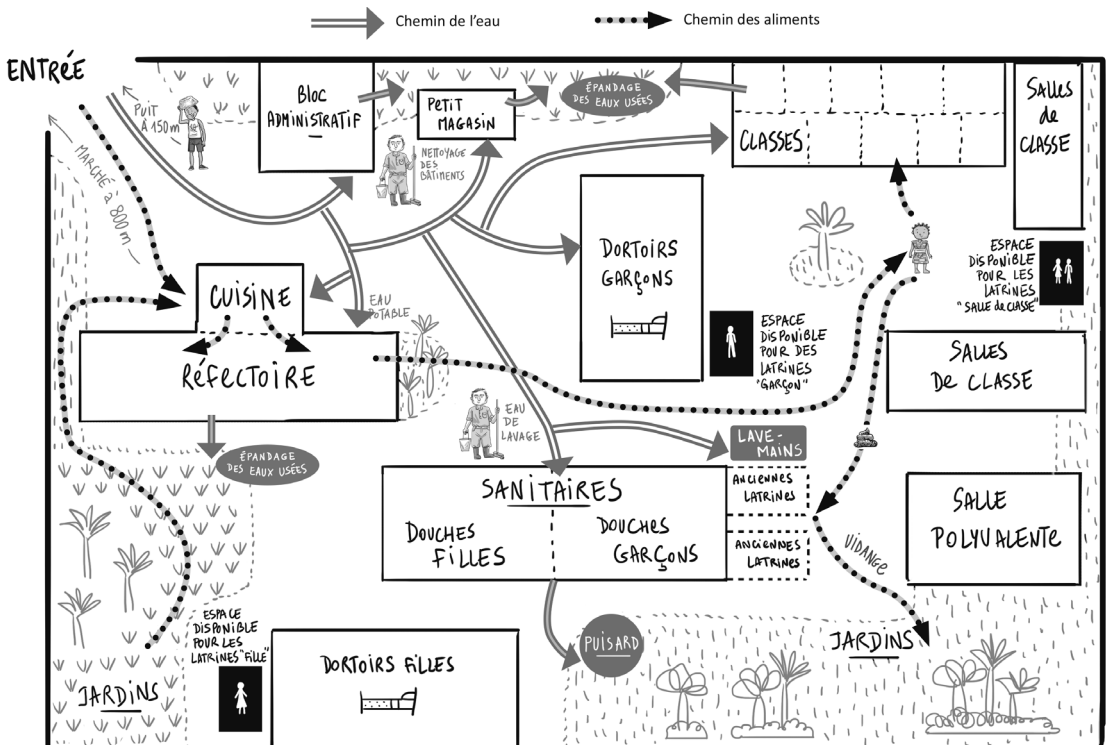 Chemin de l'eau
Chemin des aliments
ENTRÉE
PUIT
À 150m
MARCHÉ à 800 m
BLOC
ADMINISTRATIF
PETIT
MAGASIN
ÉPANDAGE
DES EAUX USÉES
NETTOYAGE
DES
BÂTIMENTS
CLASSES
SALLES
de
CLASSE
ESPACE
DISPONIBLE
POUR LES
LATRINES
"SALLE de CLASSE"
DORTOIRS
GARÇONS
ESPACE
DISPONIBLE
POUR DES
LATRINES
"GARÇON"
CUISINE
EAU
POTABLE
RÉFECTOIRE
SALLES
DE CLASSE
ÉPANDAGE
DES EAUX USÉES
EAU
DE
LAVAGE
LAVE-
MAINS
SANITAIRES
DOUCHES
FILLES
DOUCHES
GARÇONS
ANCIENNES
LATRINES
ANCIENNES
LATRINES
VIDANGE
SALLE
POLYVALENTE
ESPACE
DISPONIBLE
POUR LES
LATRINES "FILLE"
JARDINS
DORTOIRS FILLES
PUISARD
JARDINS